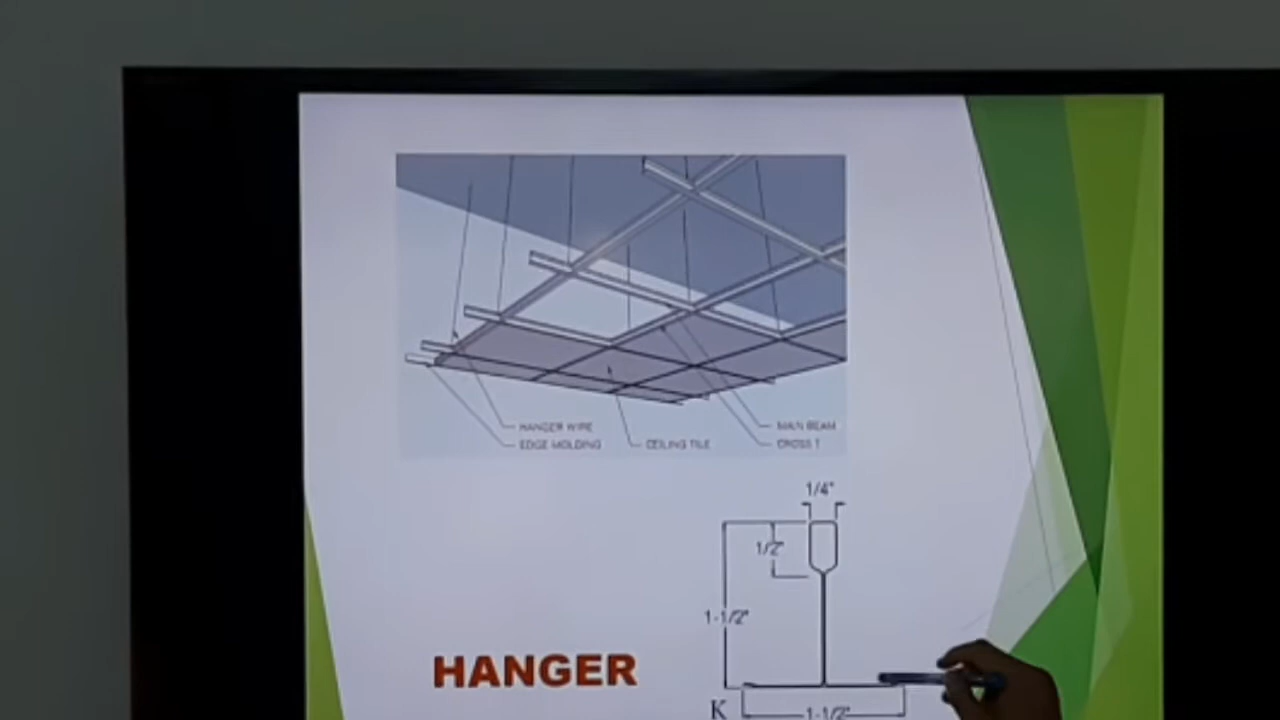 HANGER WIRE
EDGE MOLDING
CEILING TILE
MAIN BEAM
CROSS T
1/4"
1/2"
1-1/2"
HANGER
K
1-1/2"